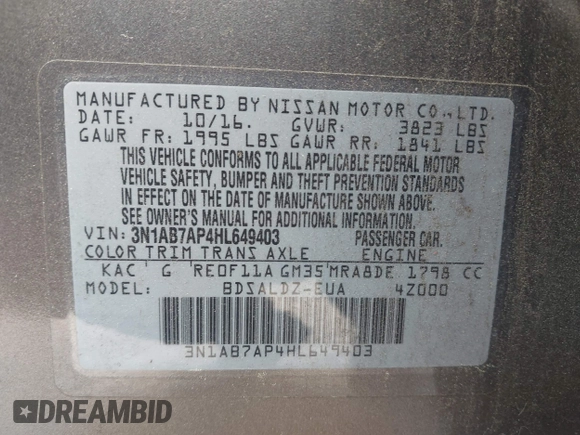 MANUFACTURED BY NISSAN MOTOR CO.,LTD.
DATE: 10/16. GVWR: 3823 LBS
GAWR FR: 1995 LBS GAWR RR: 1841 LBS
THIS VEHICLE CONFORMS TO ALL APPLICABLE FEDERAL MOTOR
VEHICLE SAFETY, BUMPER AND THEFT PREVENTION STANDARDS
IN EFFECT ON THE DATE OF MANUFACTURE SHOWN ABOVE.
SEE OWNER'S MANUAL FOR ADDITIONAL INFORMATION.
VIN: 3N1AB7AP4HL649403 PASSENGER CAR.
COLOR TRIM TRANS AXLE ENGINE
KAC ' G 'RE0F11A GM35'MRA8DE 1798 CC
MODEL: BDSALDZ-EUA 4Z000
3N1AB7AP4HL649403
DREAMBID